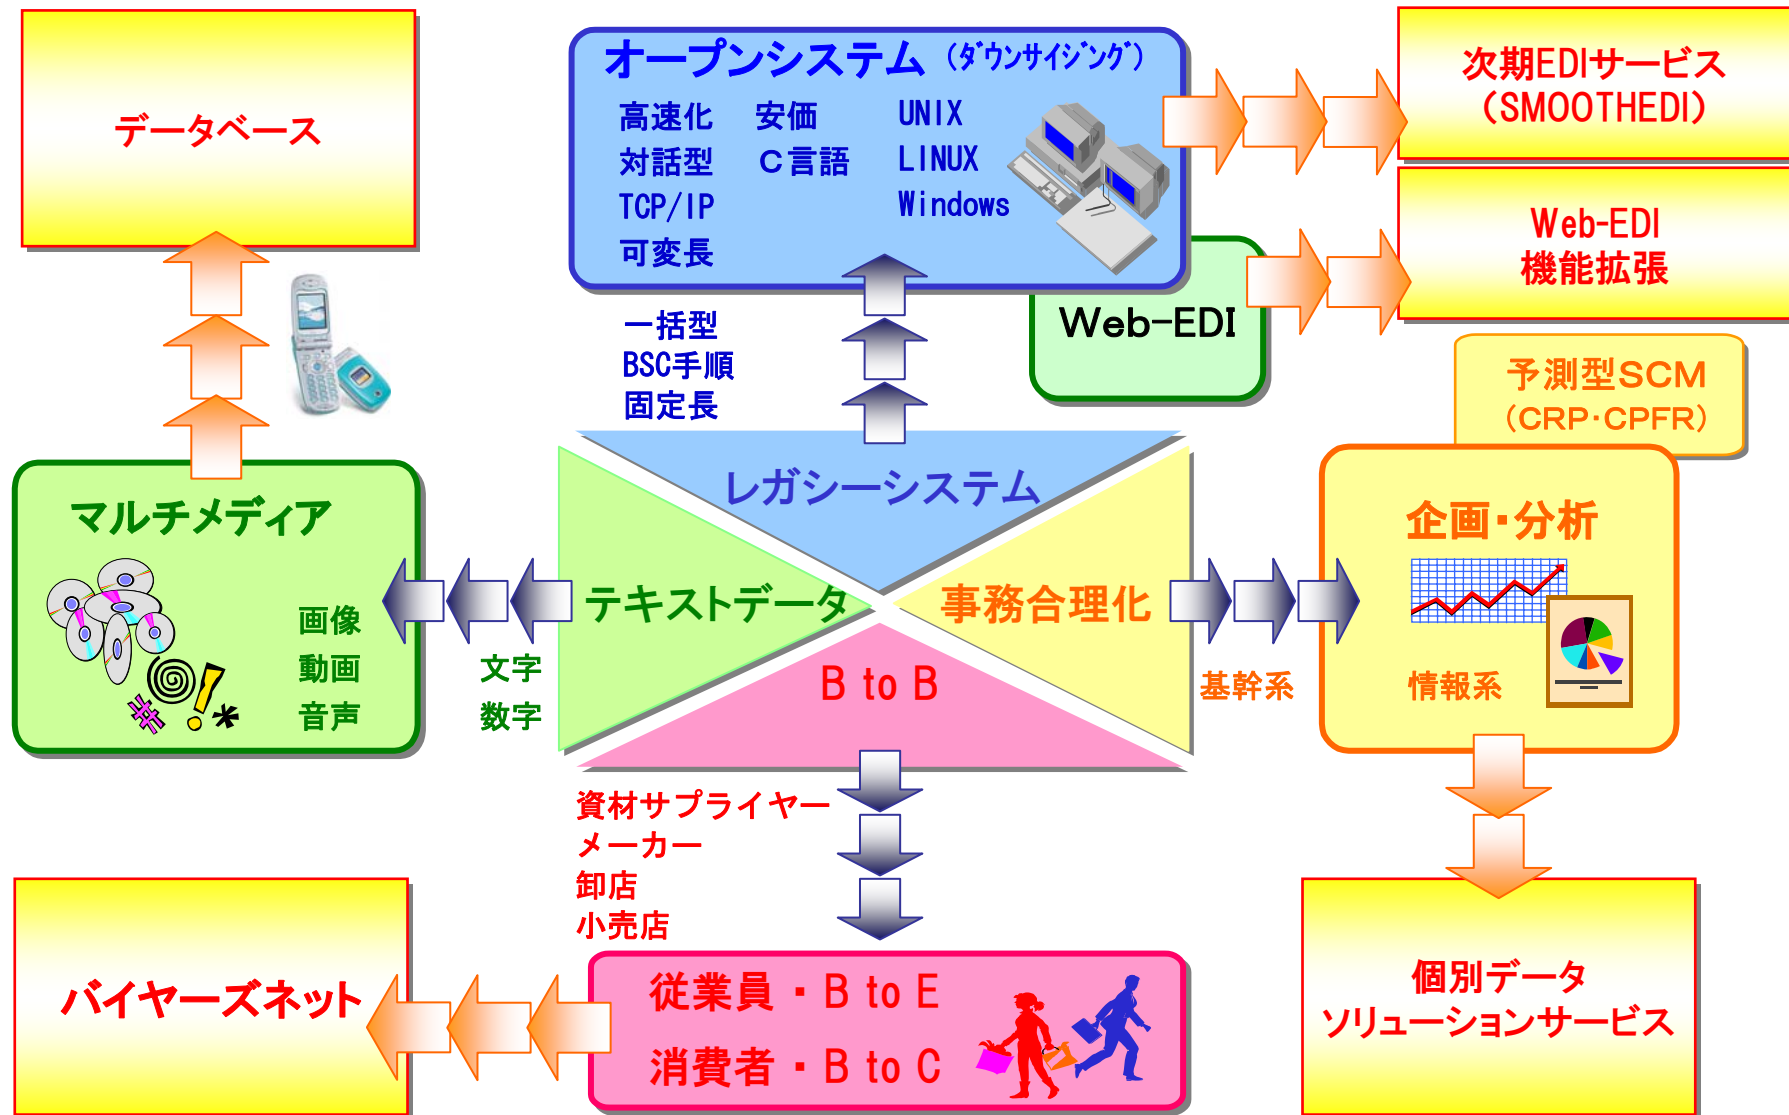 データベース
オープンシステム（ﾀﾞｳﾝｻｲｼﾞﾝｸﾞ）
高速化 安価 UNIX
対話型 Ｃ言語 LINUX
TCP/IP Windows
可変長
次期EDIサービス
（SMOOTHEDI）
Web-EDI
機能拡張
Web-EDI
一括型
BSC手順
固定長
予測型SCM
（CRP・CPFR）
マルチメディア
画像
動画
音声
レガシーシステム
テキストデータ
事務合理化
B to B
文字
数字
基幹系
企画・分析
情報系
資材サプライヤー
メーカー
卸店
小売店
バイヤーズネット
従業員・B to E
消費者・B to C
個別データ
ソリューションサービス